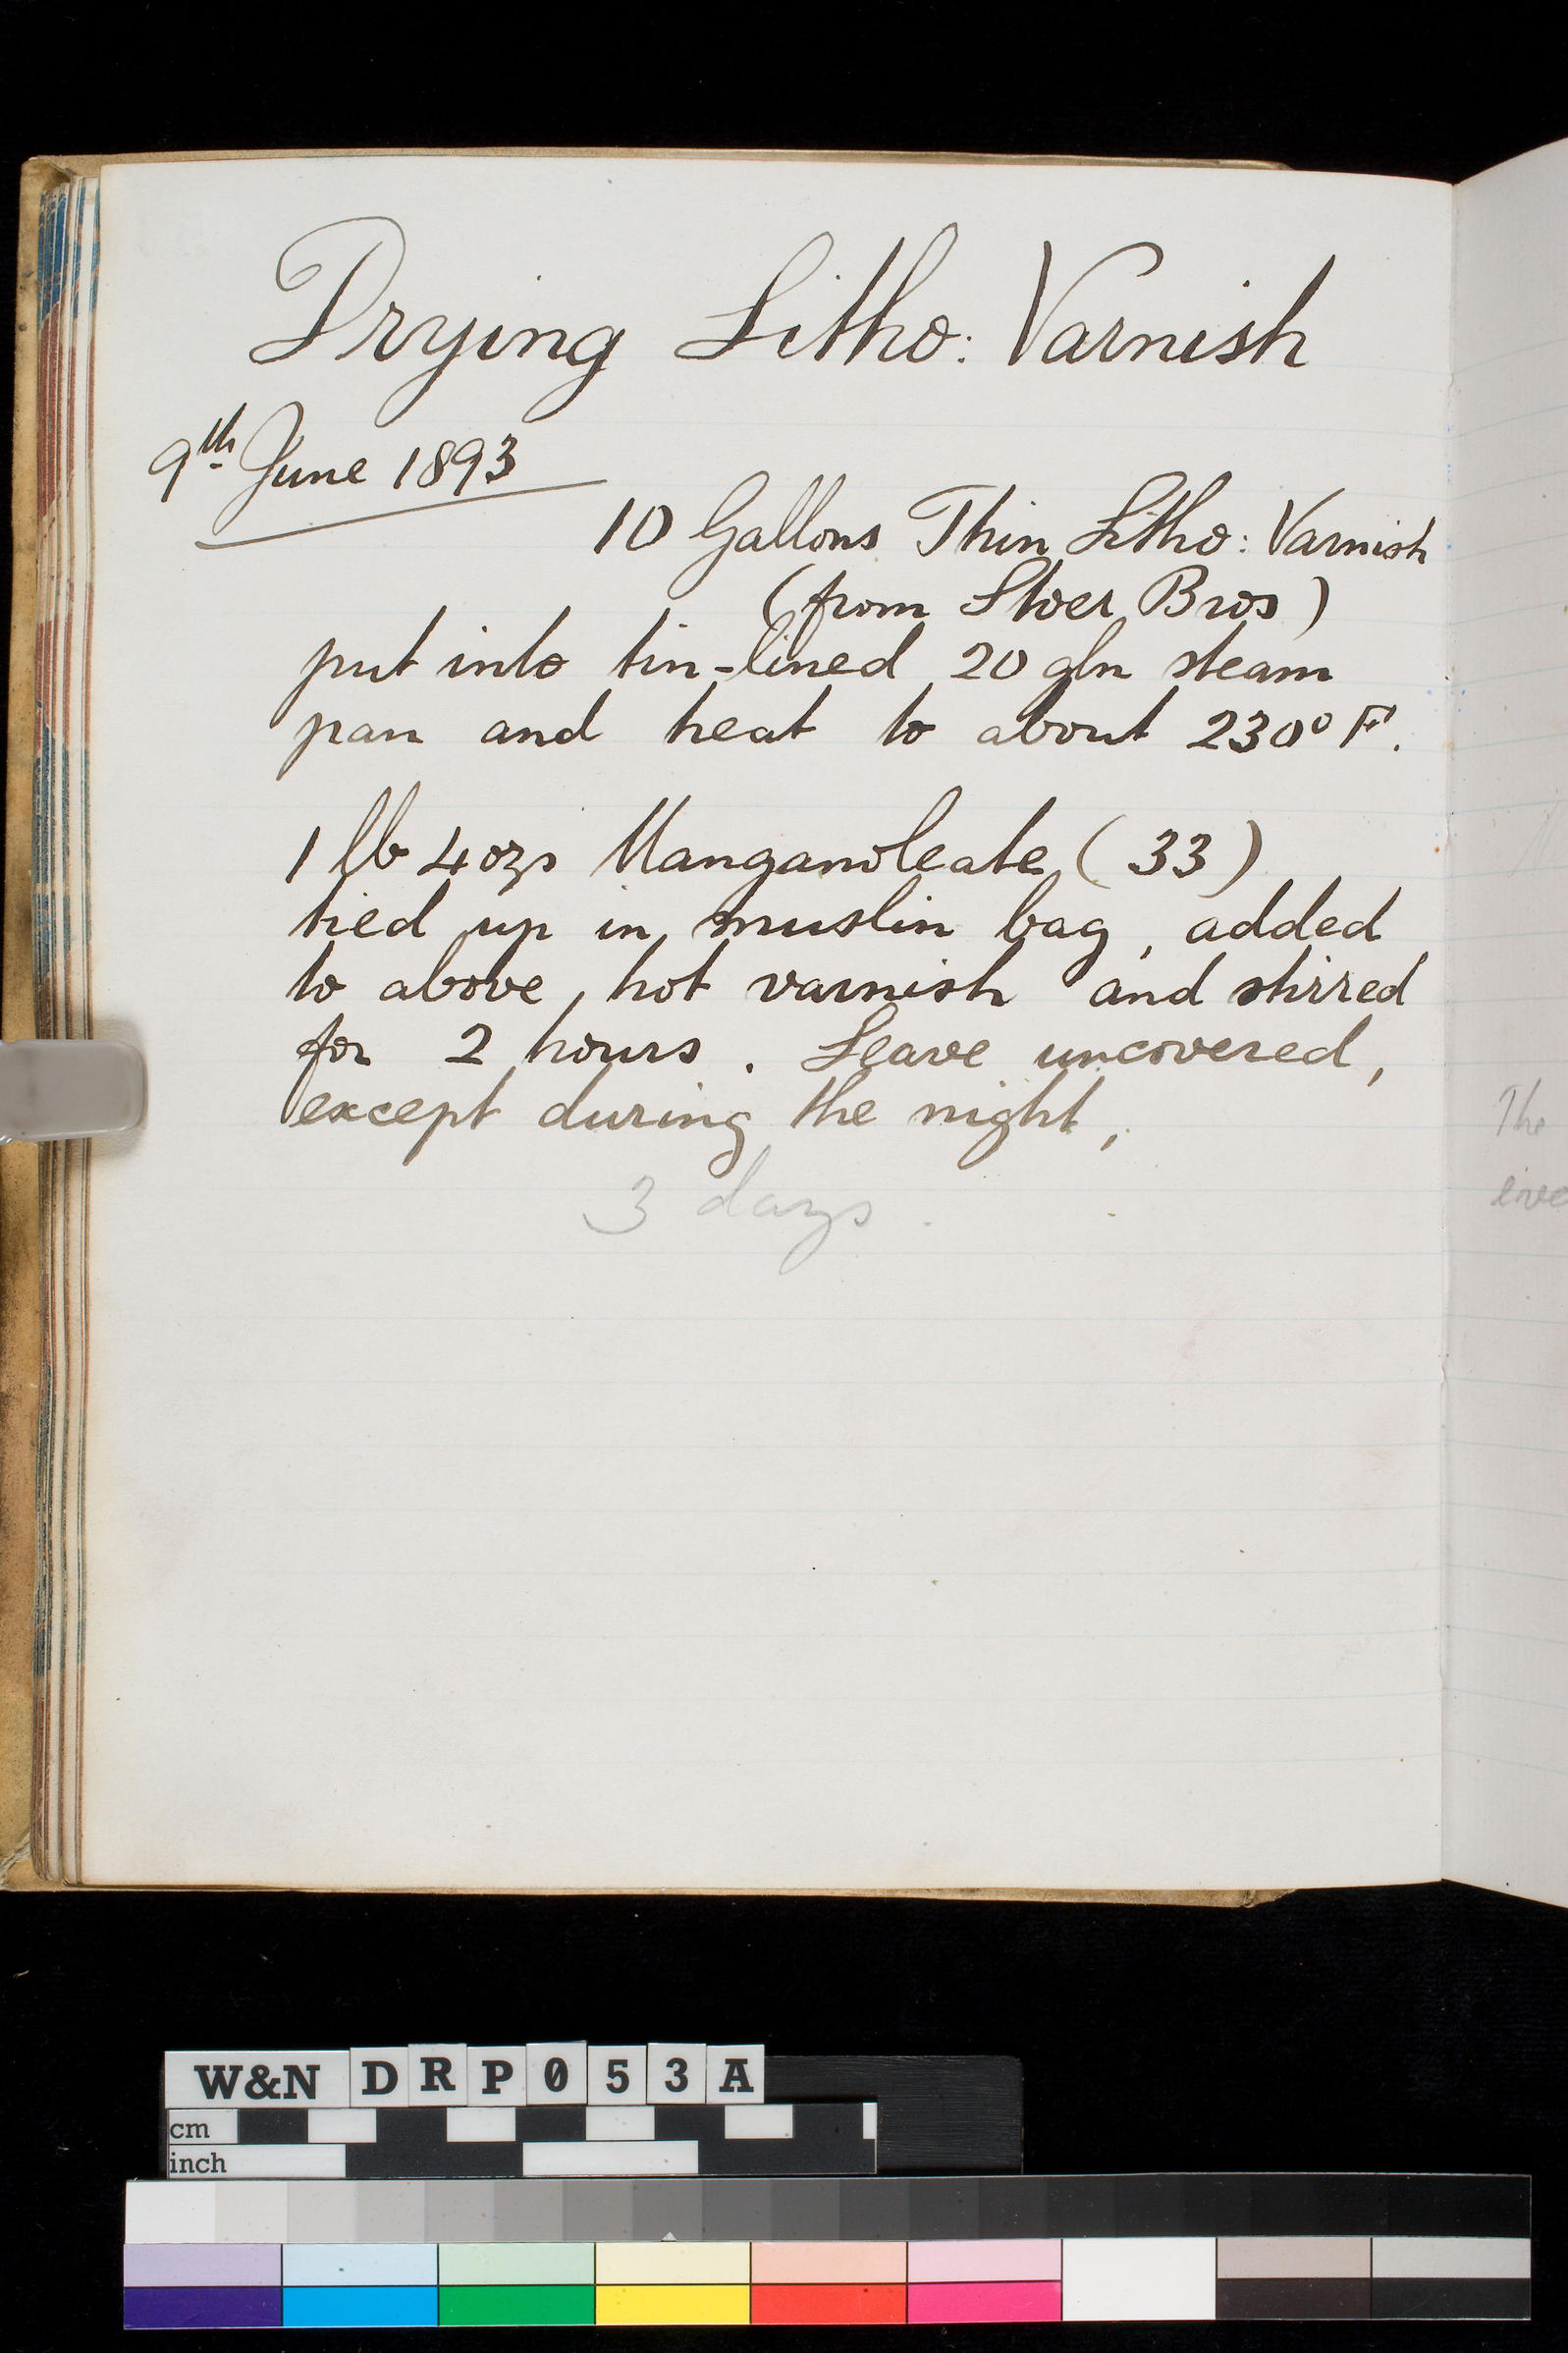 Drying Litho: Varnish
9th June 1893
10 Gallons Thin Litho: Varnish
(from Stoer Bros)
put into tin-lined 20 gln steam
pan and heat to about 230° F.
1 lb 4 ozs Manganoleate (33)
tied up in muslin bag, added
to above, hot varnish and stirred
for 2 hours. Leave uncovered,
except during the night,
3 days.
The
W&N DRP053A
cm
inch